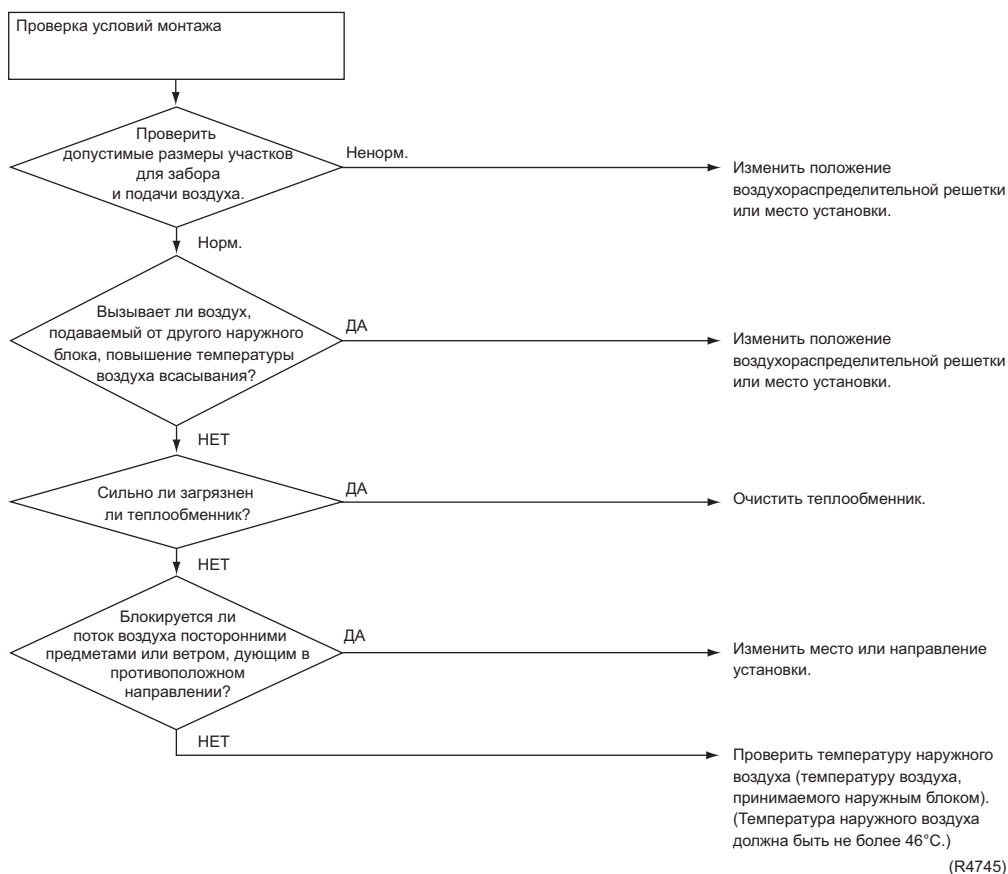 Проверка условий монтажа
Проверить
допустимые размеры участков
для забора
и подачи воздуха.
Ненорм.
Изменить положение
воздухораспределительной решетки
или место установки.
Норм.
Вызывает ли воздух,
подаваемый от другого наружного
блока, повышение температуры
воздуха всасывания?
ДА
Изменить положение
воздухораспределительной решетки
или место установки.
НЕТ
Сильно ли загрязнен
ли теплообменник?
ДА
Очистить теплообменник.
НЕТ
Блокируется ли
поток воздуха посторонними
предметами или ветром, дующим в
противоположном
направлении?
ДА
Изменить место или направление
установки.
НЕТ
Проверить температуру наружного
воздуха (температуру воздуха,
принимаемого наружным блоком).
(Температура наружного воздуха
должна быть не более 46°C.)
(R4745)